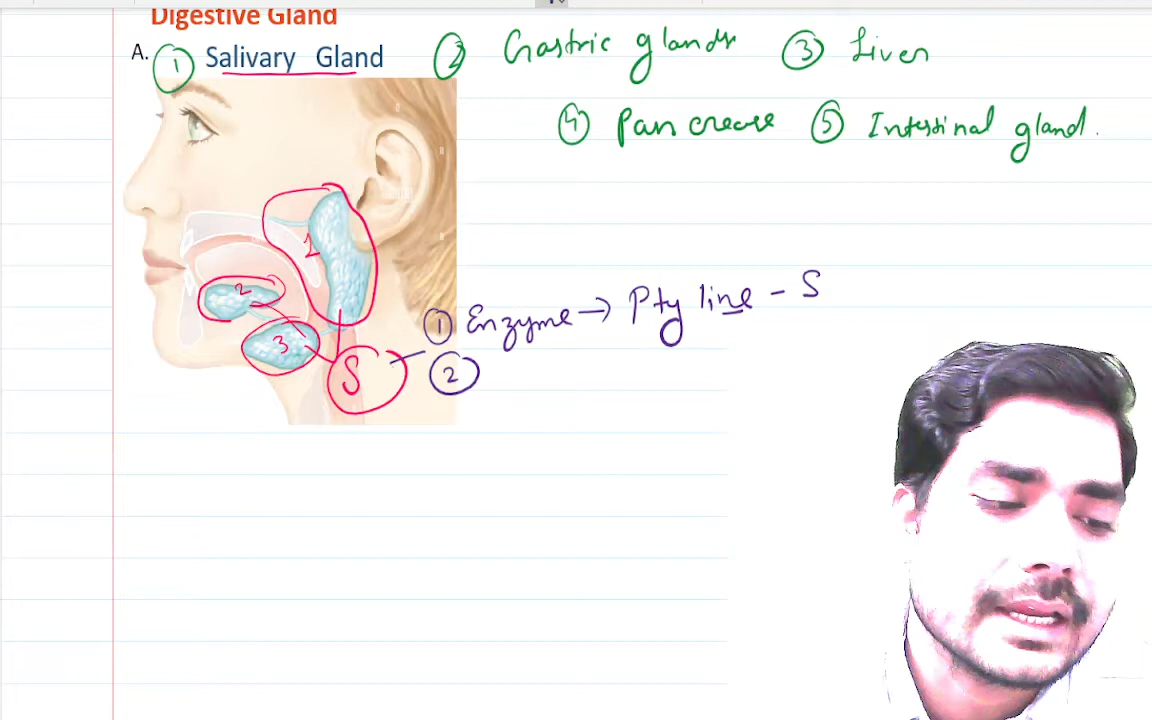 Digestive Gland
A. ① Salivary Gland ② Gastric glands ③ Liver
④ Pancrease ⑤ Intestinal gland.
1
2
① Enzyme → Ptyline - S
3
S ②